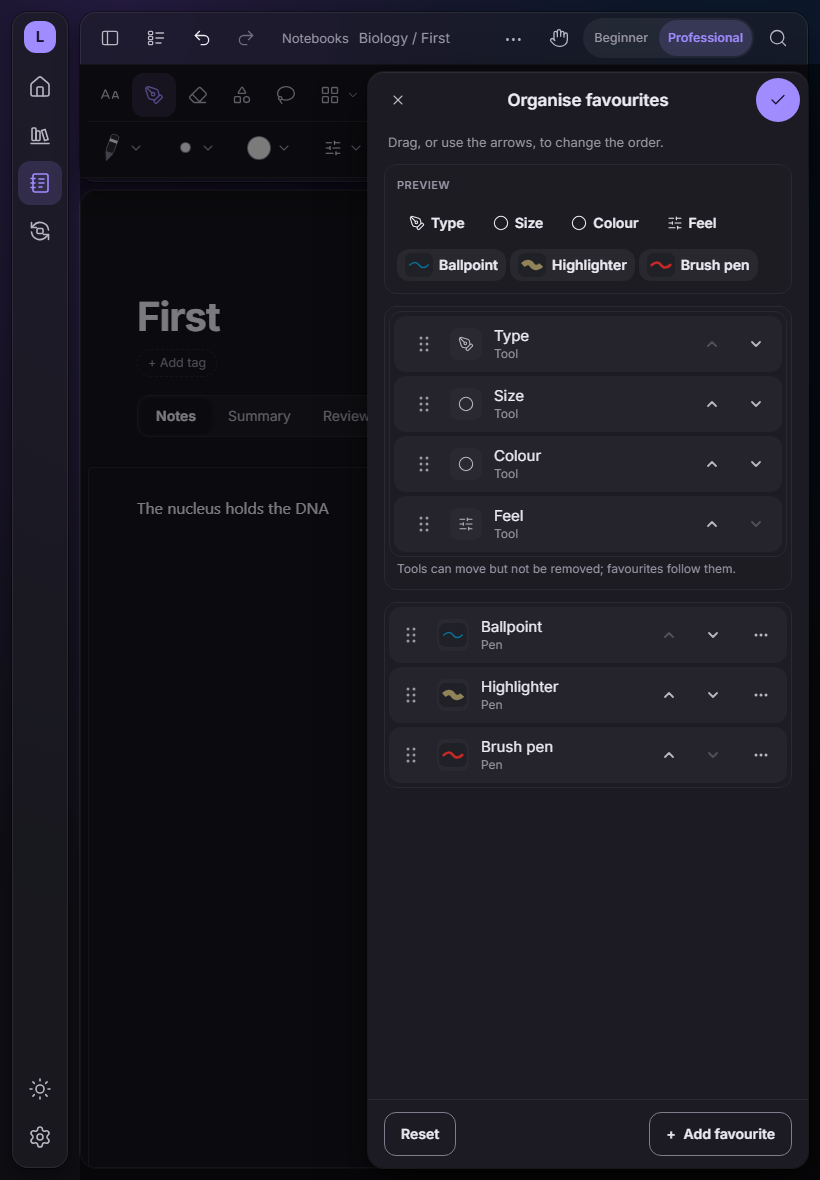 L
Notebooks Biology / First
Beginner Professional
AA
Organise favourites
Drag, or use the arrows, to change the order.
PREVIEW
Type Size Colour Feel
Ballpoint Highlighter Brush pen
First
+ Add tag
Notes Summary Review
The nucleus holds the DNA
Type
Tool
Size
Tool
Colour
Tool
Feel
Tool
Tools can move but not be removed; favourites follow them.
Ballpoint
Pen
Highlighter
Pen
Brush pen
Pen
Reset
+ Add favourite